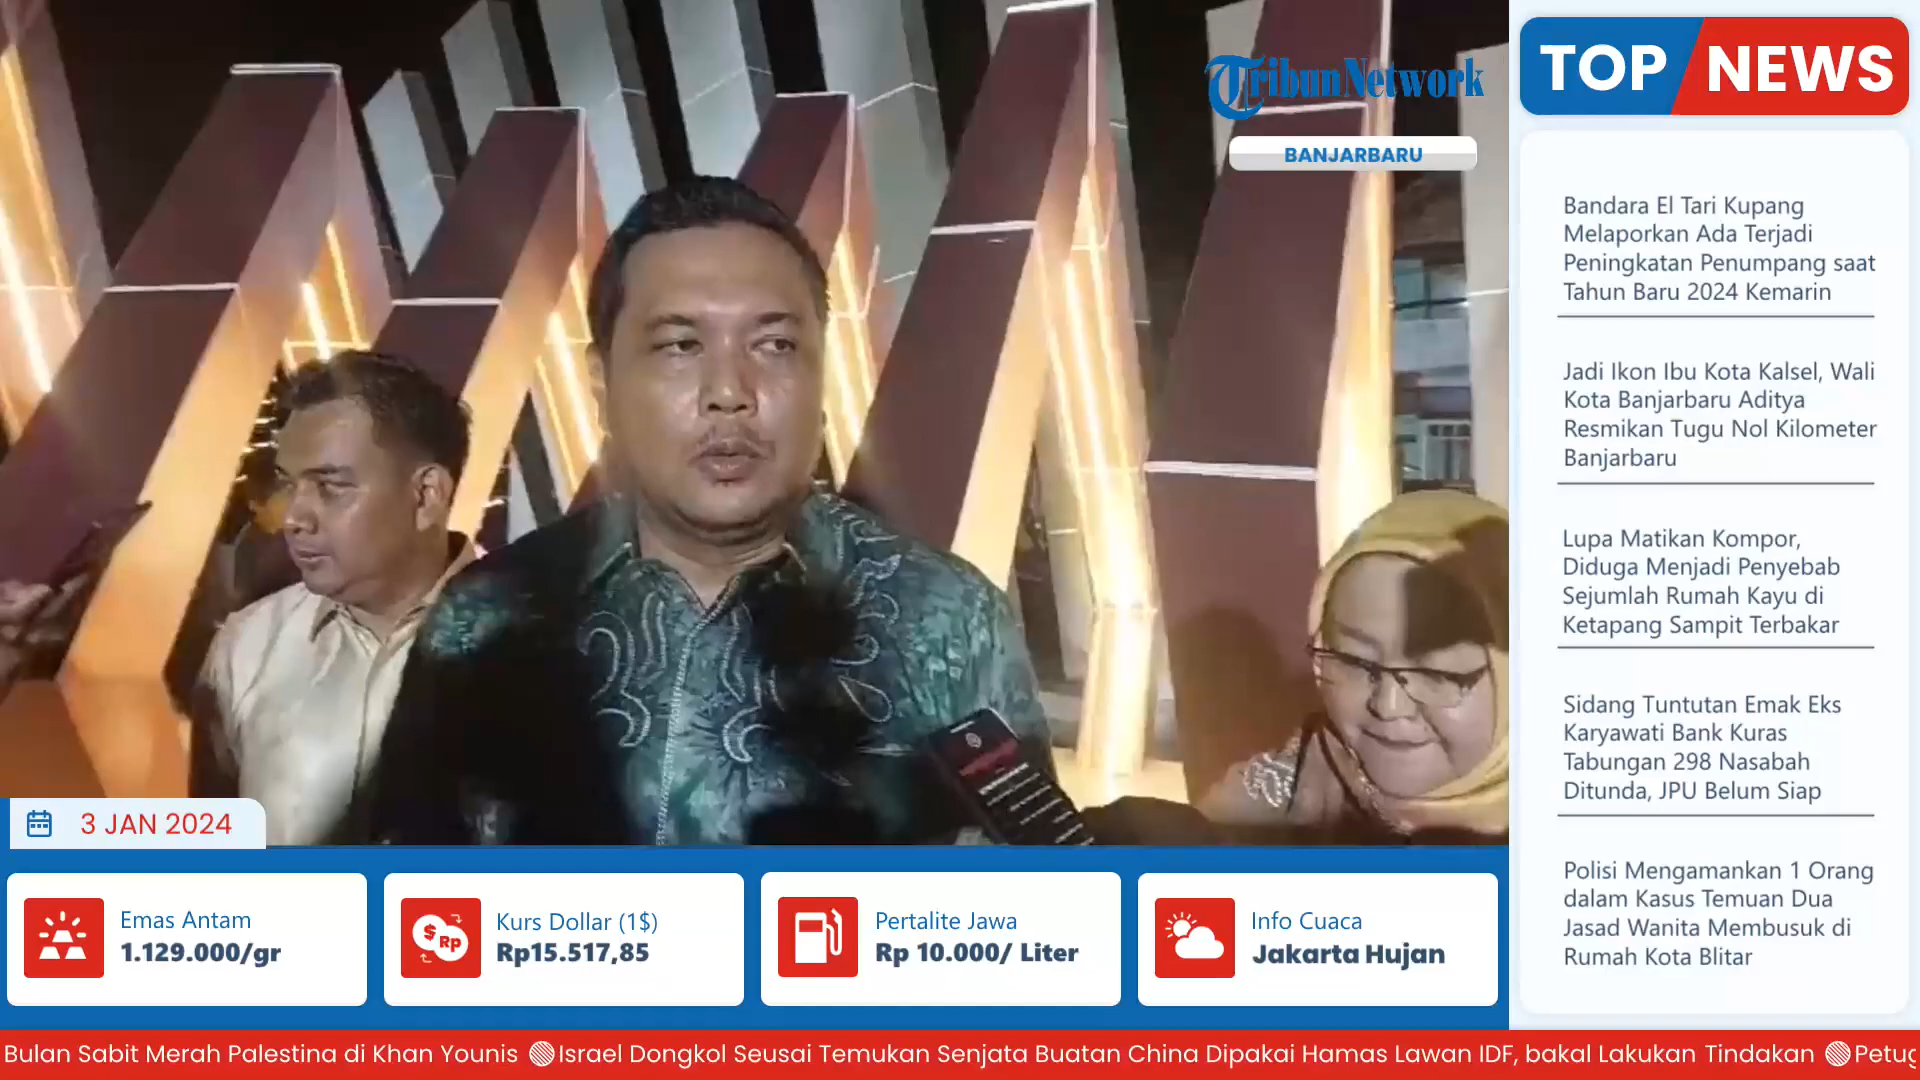 TribunNetwork
BANJARBARU
TOP NEWS
Bandara El Tari Kupang
Melaporkan Ada Terjadi
Peningkatan Penumpang saat
Tahun Baru 2024 Kemarin
Jadi Ikon Ibu Kota Kalsel, Wali
Kota Banjarbaru Aditya
Resmikan Tugu Nol Kilometer
Banjarbaru
Lupa Matikan Kompor,
Diduga Menjadi Penyebab
Sejumlah Rumah Kayu di
Ketapang Sampit Terbakar
Sidang Tuntutan Emak Eks
Karyawati Bank Kuras
Tabungan 298 Nasabah
Ditunda, JPU Belum Siap
Polisi Mengamankan 1 Orang
dalam Kasus Temuan Dua
Jasad Wanita Membusuk di
Rumah Kota Blitar
3 JAN 2024
Emas Antam
1.129.000/gr
Kurs Dollar (1$)
Rp15.517,85
Pertalite Jawa
Rp 10.000/ Liter
Info Cuaca
Jakarta Hujan
Bulan Sabit Merah Palestina di Khan Younis Israel Dongkol Seusai Temukan Senjata Buatan China Dipakai Hamas Lawan IDF, bakal Lakukan Tindakan